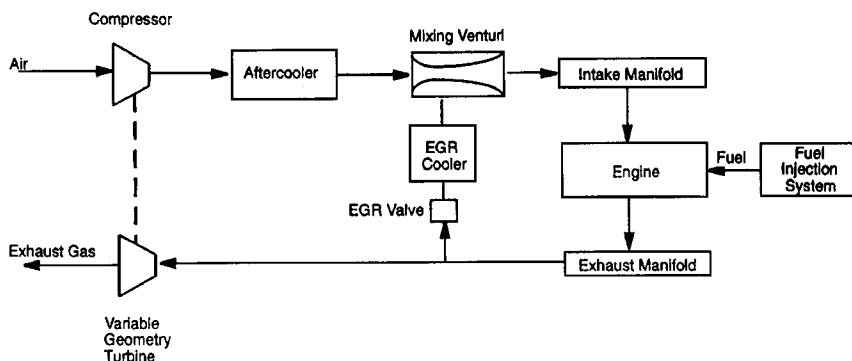 Compressor
Mixing Venturi
Air
Aftercooler
Intake Manifold
EGR
Cooler
Engine
Fuel
Fuel
Injection
System
EGR Valve
Exhaust Gas
Exhaust Manifold
Variable
Geometry
Turbine